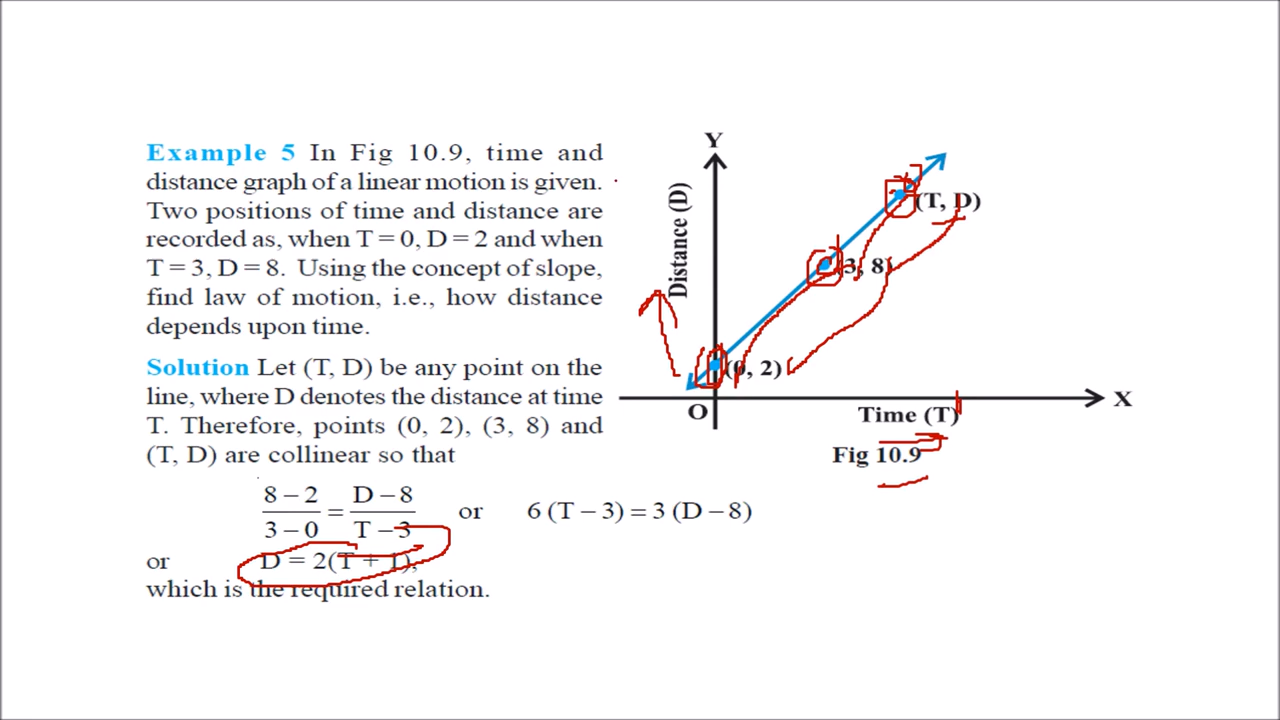 Example 5 In Fig 10.9, time and
distance graph of a linear motion is given.
Two positions of time and distance are
recorded as, when T = 0, D = 2 and when
T = 3, D = 8. Using the concept of slope,
find law of motion, i.e., how distance
depends upon time.
Solution Let (T, D) be any point on the
line, where D denotes the distance at time
T. Therefore, points (0, 2), (3, 8) and
(T, D) are collinear so that
8 – 2 / 3 – 0 = D – 8 / T – 3 or 6 (T – 3) = 3 (D – 8)
or D = 2(T + 1),
which is the required relation.
Y
Distance (D)
(T, D)
(3, 8)
(0, 2)
O
Time (T)
X
Fig 10.9